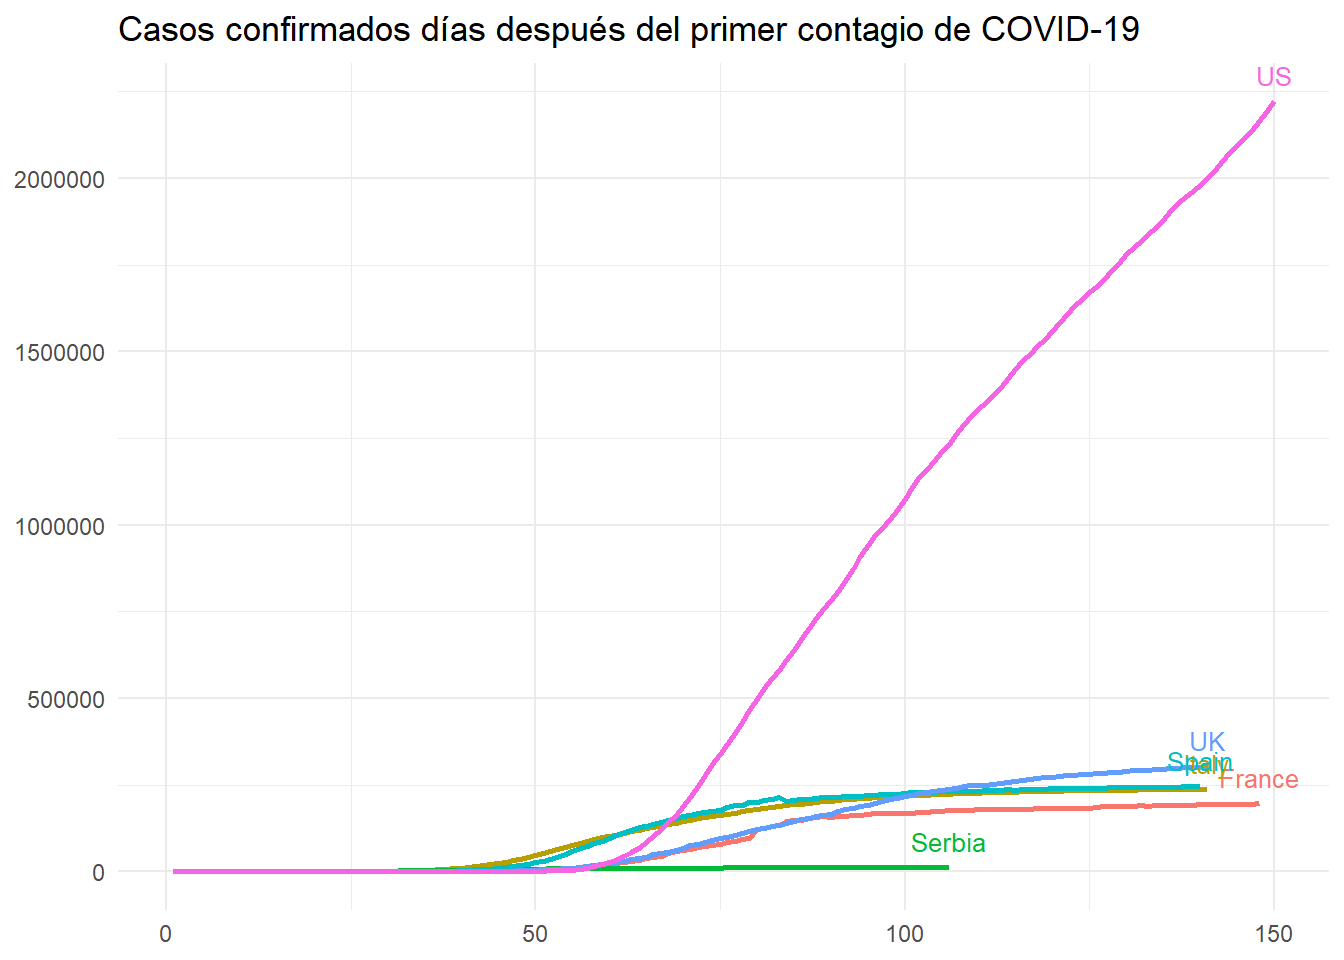 Casos confirmados días después del primer contagio de COVID-19
US
2000000
1500000
1000000
500000
UK
Spain
Italy
France
Serbia
0
0 50 100 150